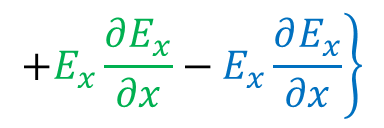 +E_x ∂E_x/∂x − E_x ∂E_x/∂x}